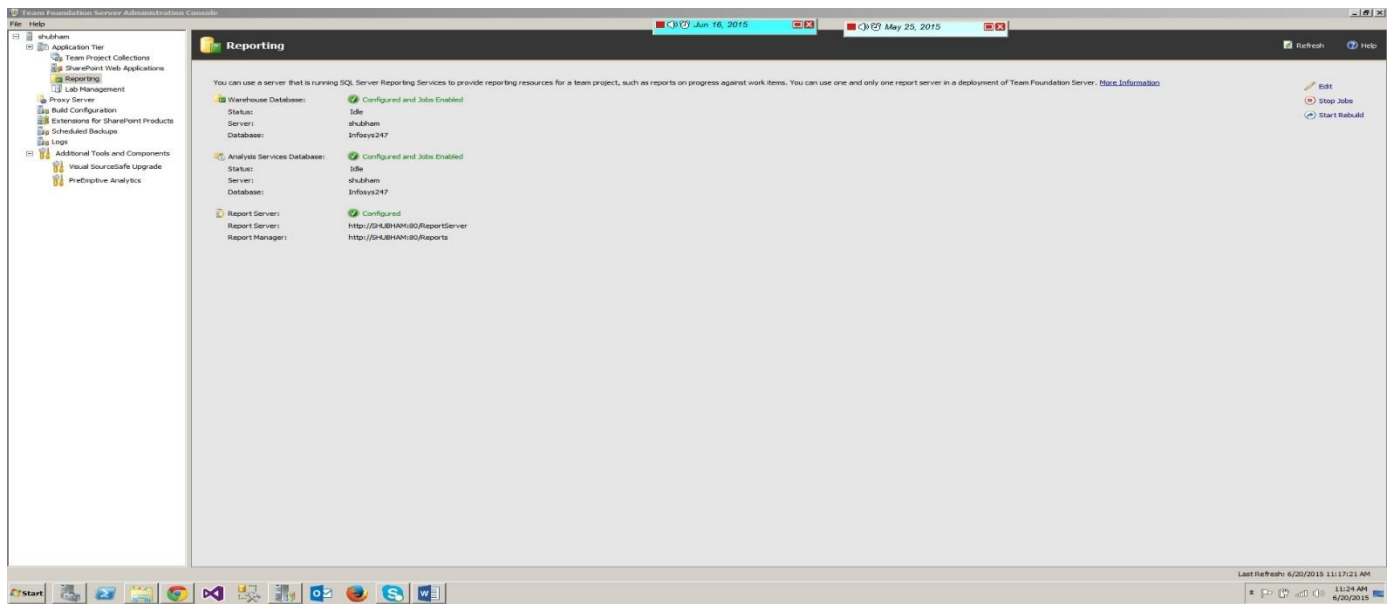 Team Foundation Server Administration Console
File Help
Jun 16, 2015
May 25, 2015
shubham
Application Tier
Team Project Collections
SharePoint Web Applications
Reporting
Lab Management
Proxy Server
Build Configuration
Extensions for SharePoint Products
Scheduled Backups
Logs
Additional Tools and Components
Visual SourceSafe Upgrade
PreEmptive Analytics
Reporting
Refresh Help
You can use a server that is running SQL Server Reporting Services to provide reporting resources for a team project, such as reports on progress against work items. You can use one and only one report server in a deployment of Team Foundation Server. More Information
Edit
Stop Jobs
Start Rebuild
Warehouse Database: Configured and Jobs Enabled
Status: Idle
Server: shubham
Database: Infosys247
Analysis Services Database: Configured and Jobs Enabled
Status: Idle
Server: shubham
Database: Infosys247
Report Server: Configured
Report Server: http://SHUBHAM:80/ReportServer
Report Manager: http://SHUBHAM:80/Reports
Last Refresh: 6/20/2015 11:17:21 AM
Start
11:24 AM
6/20/2015